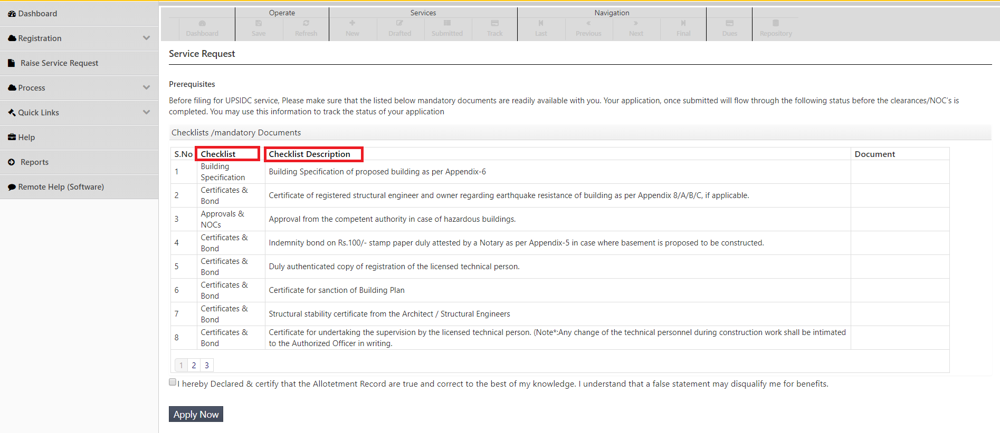 Dashboard
Registration
Raise Service Request
Process
Quick Links
Help
Reports
Remote Help (Software)
Operate
Services
Navigation
Dashboard
Save
Refresh
New
Drafted
Submitted
Track
Last
Previous
Next
Final
Dues
Repository
Service Request
Prerequisites
Before filing for UPSIDC service, Please make sure that the listed below mandatory documents are readily available with you. Your application, once submitted will flow through the following status before the clearances/NOC's is
completed. You may use this information to track the status of your application
Checklists /mandatory Documents
S.No Checklist Checklist Description Document
1 Building
Specification
Building Specification of proposed building as per Appendix-6
2 Certificates &
Bond
Certificate of registered structural engineer and owner regarding earthquake resistance of building as per Appendix 8/A/B/C, if applicable.
3 Approvals &
NOCs
Approval from the competent authority in case of hazardous buildings.
4 Certificates &
Bond
Indemnity bond on Rs.100/- stamp paper duly attested by a Notary as per Appendix-5 in case where basement is proposed to be constructed.
5 Certificates &
Bond
Duly authenticated copy of registration of the licensed technical person.
6 Certificates &
Bond
Certificate for sanction of Building Plan
7 Certificates &
Bond
Structural stability certificate from the Architect / Structural Engineers
8 Certificates &
Bond
Certificate for undertaking the supervision by the licensed technical person. (Note*:Any change of the technical personnel during construction work shall be intimated
to the Authorized Officer in writing.
1 2 3
I hereby Declared & certify that the Allotetment Record are true and correct to the best of my knowledge. I understand that a false statement may disqualify me for benefits.
Apply Now